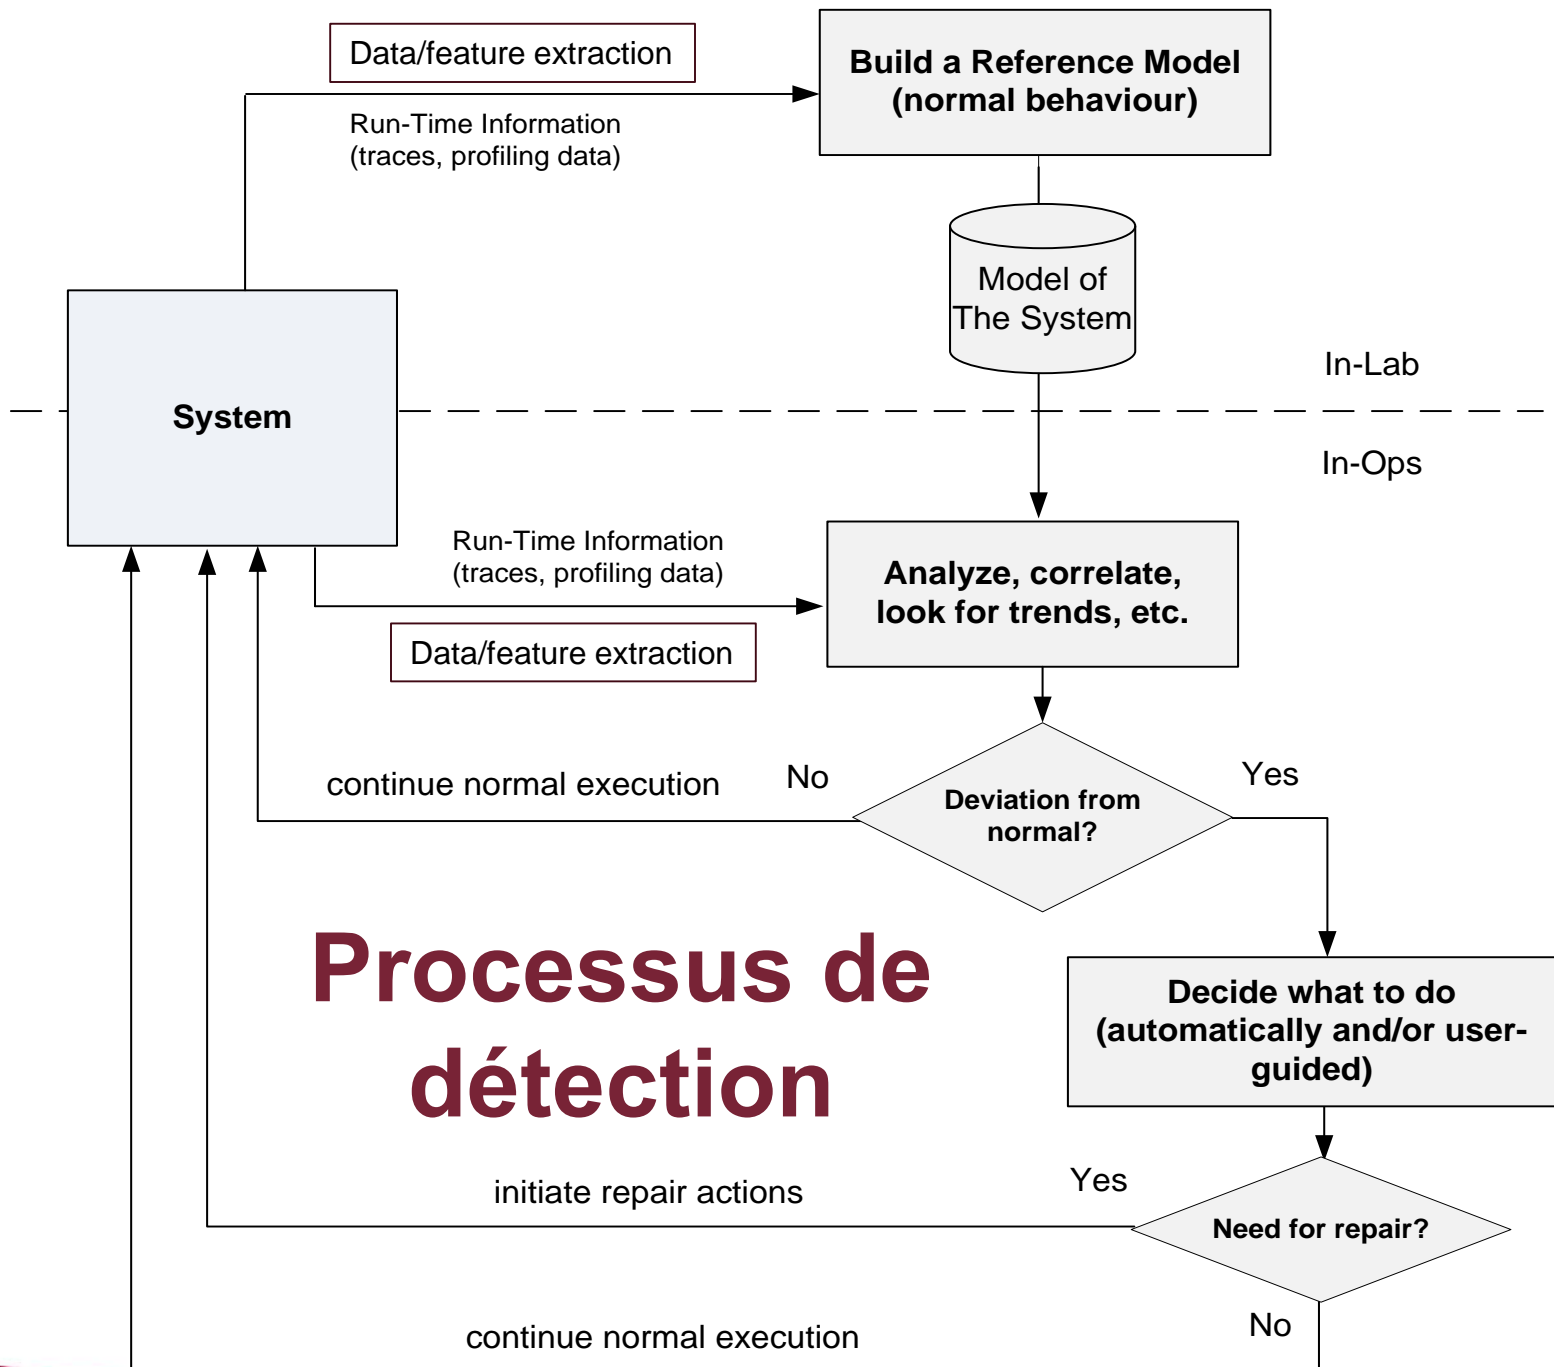 Data/feature extraction
Build a Reference Model
(normal behaviour)
Run-Time Information
(traces, profiling data)
Model of
The System
In-Lab
System
In-Ops
Run-Time Information
(traces, profiling data)
Analyze, correlate,
look for trends, etc.
Data/feature extraction
continue normal execution
No
Yes
Deviation from
normal?
Processus de
détection
Decide what to do
(automatically and/or user-
guided)
initiate repair actions
Yes
Need for repair?
No
continue normal execution